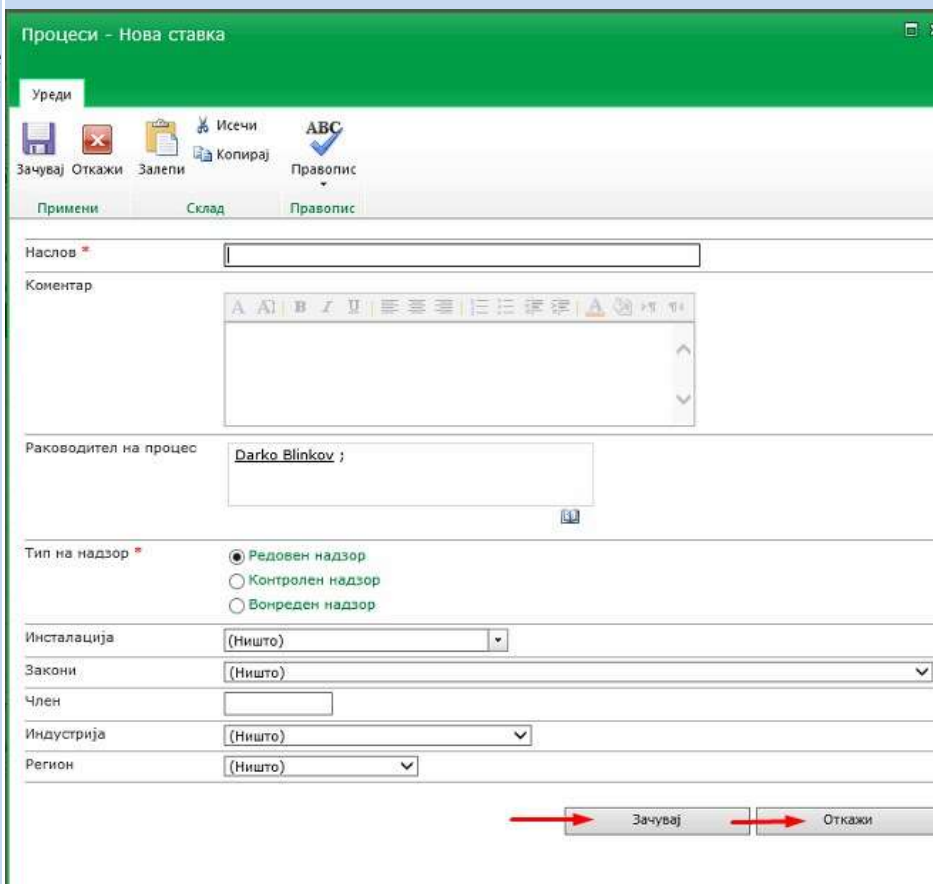 Процеси - Нова ставка
Уреди
Зачувај Откажи Залепи Исечи Копирај ABC Правопис
Примени Склад Правопис
Наслов *
Коментар
A A B I U A
Раководител на процес Darko Blinkov ;
Тип на надзор * Редовен надзор
Контролен надзор
Вонреден надзор
Инсталација (Ништо)
Закони (Ништо)
Член
Индустрија (Ништо)
Регион (Ништо)
Зачувај Откажи